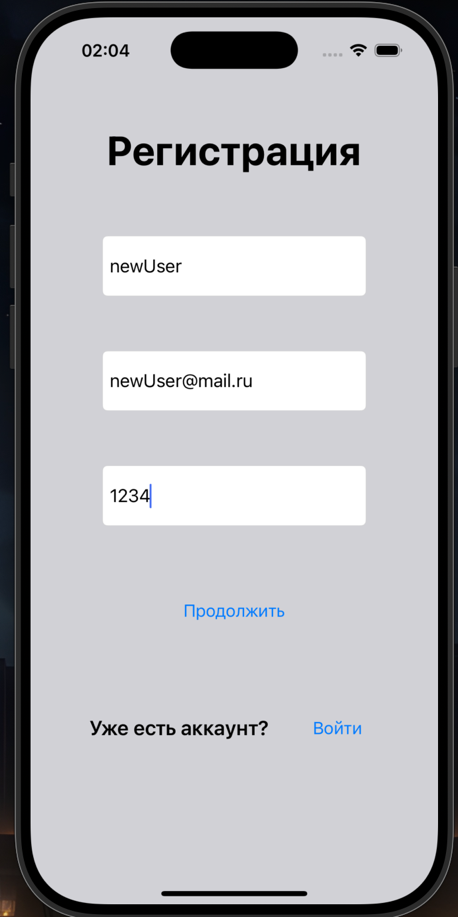 02:04
Регистрация
newUser
newUser@mail.ru
1234
Продолжить
Уже есть аккаунт? Войти